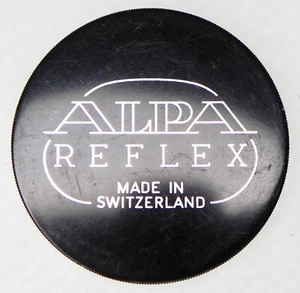 ALPA
REFLEX
MADE IN
SWITZERLAND